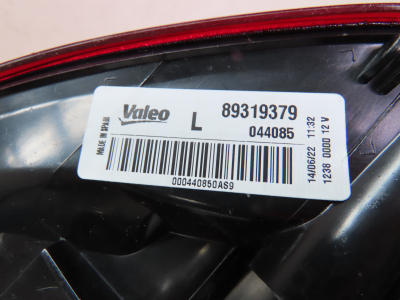 MADE IN SPAIN
Valeo
L
89319379
044085
000440850AS9
14/06/22 11:32
1238 0000 12 V